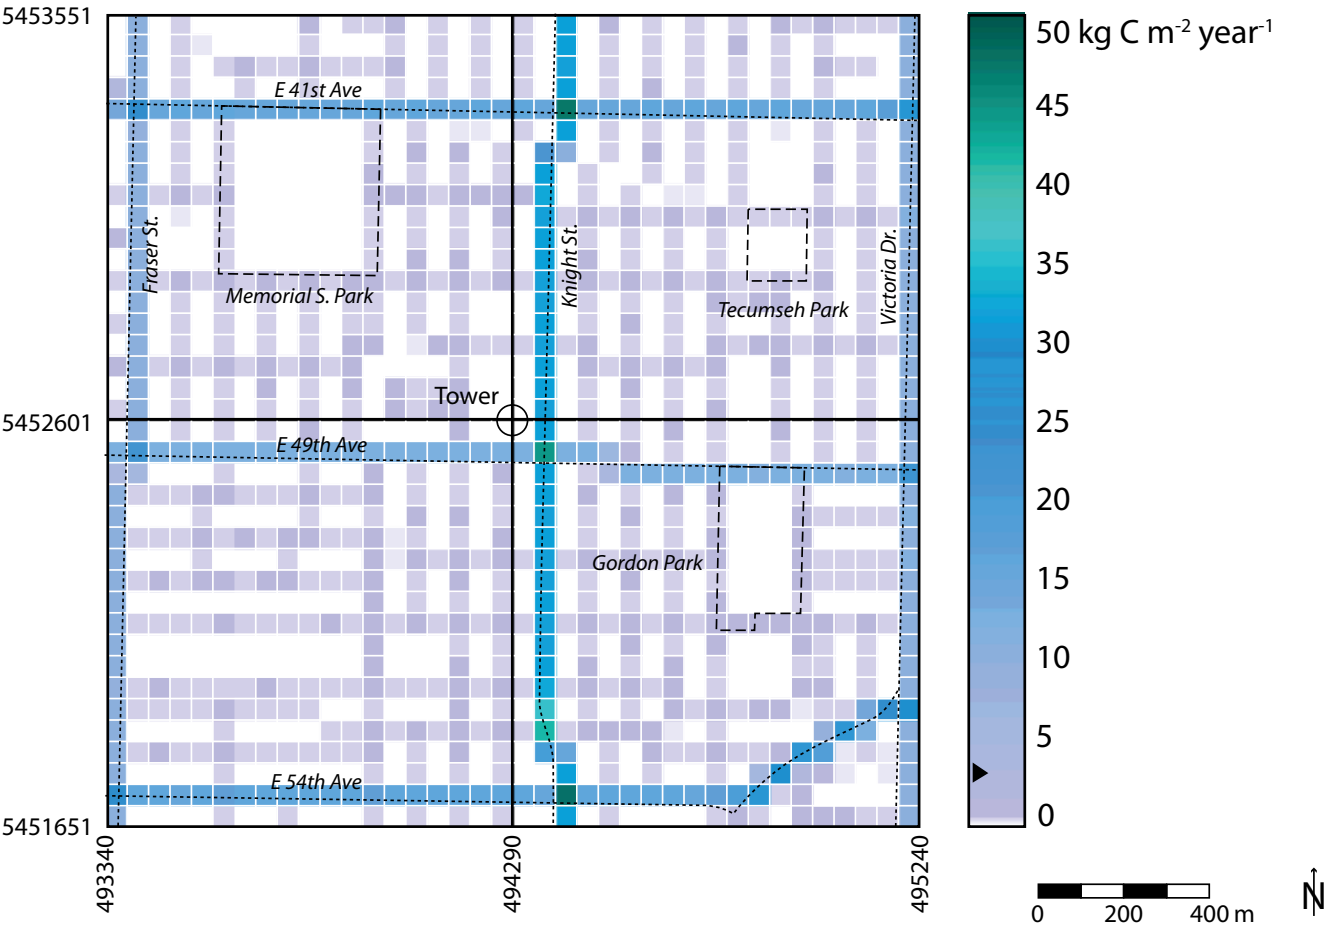 5453551
50 kg C m-2 year-1
E 41st Ave
45
40
Fraser St.
Knight St.
Victoria Dr.
35
Memorial S. Park
Tecumseh Park
30
Tower
5452601
25
E 49th Ave
20
Gordon Park
15
10
5
E 54th Ave
0
5451651
493340
494290
495240
0 200 400 m
N